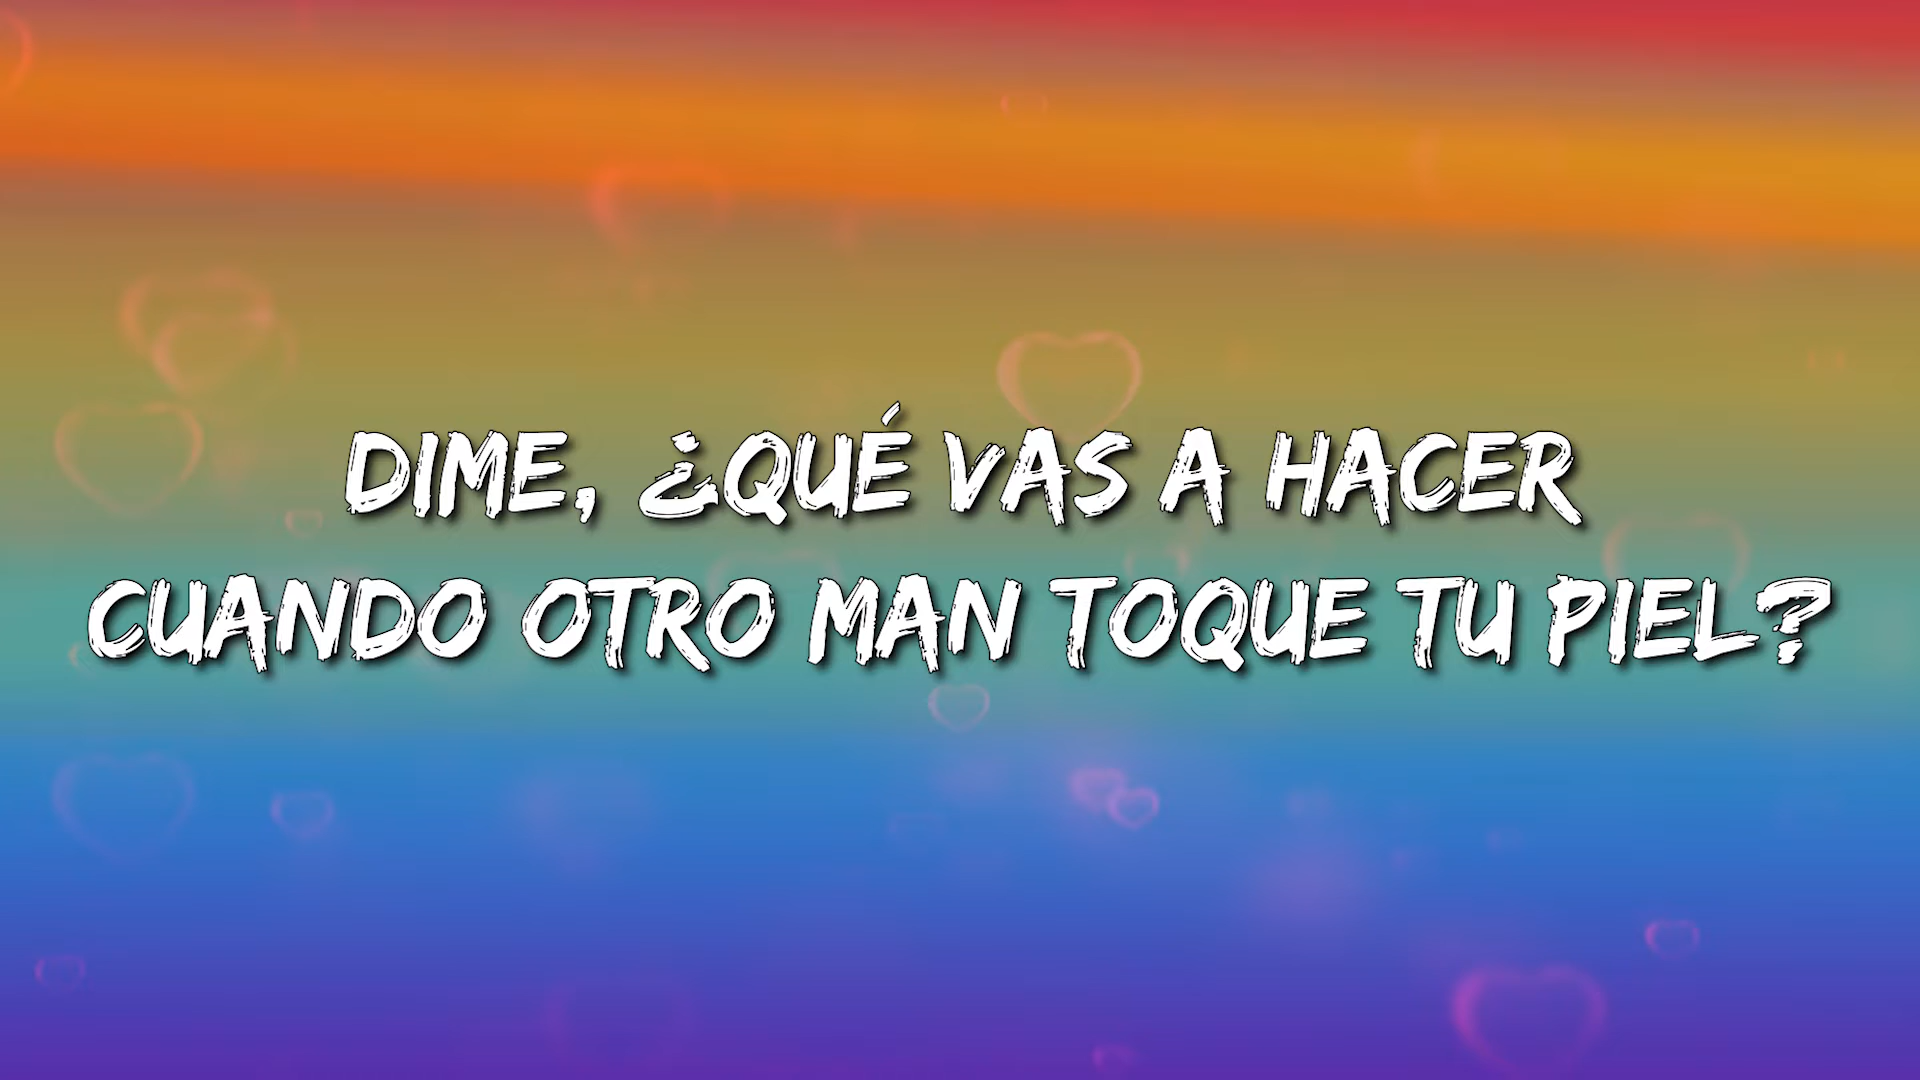 DIME, ¿QUÉ VAS A HACER
CUANDO OTRO MAN TOQUE TU PIEL?